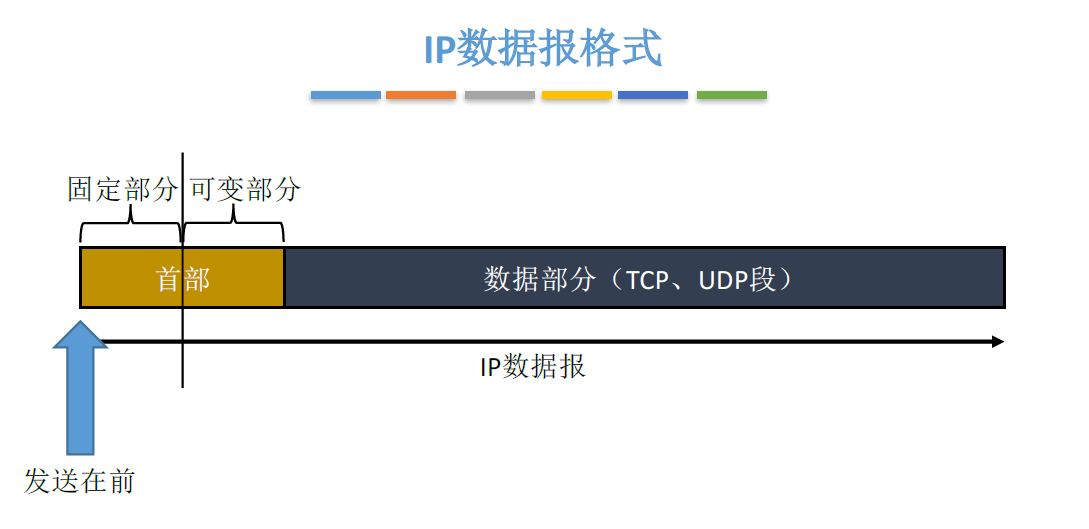 IP数据报格式
固定部分 可变部分
首部
数据部分（TCP、UDP段）
IP数据报
发送在前